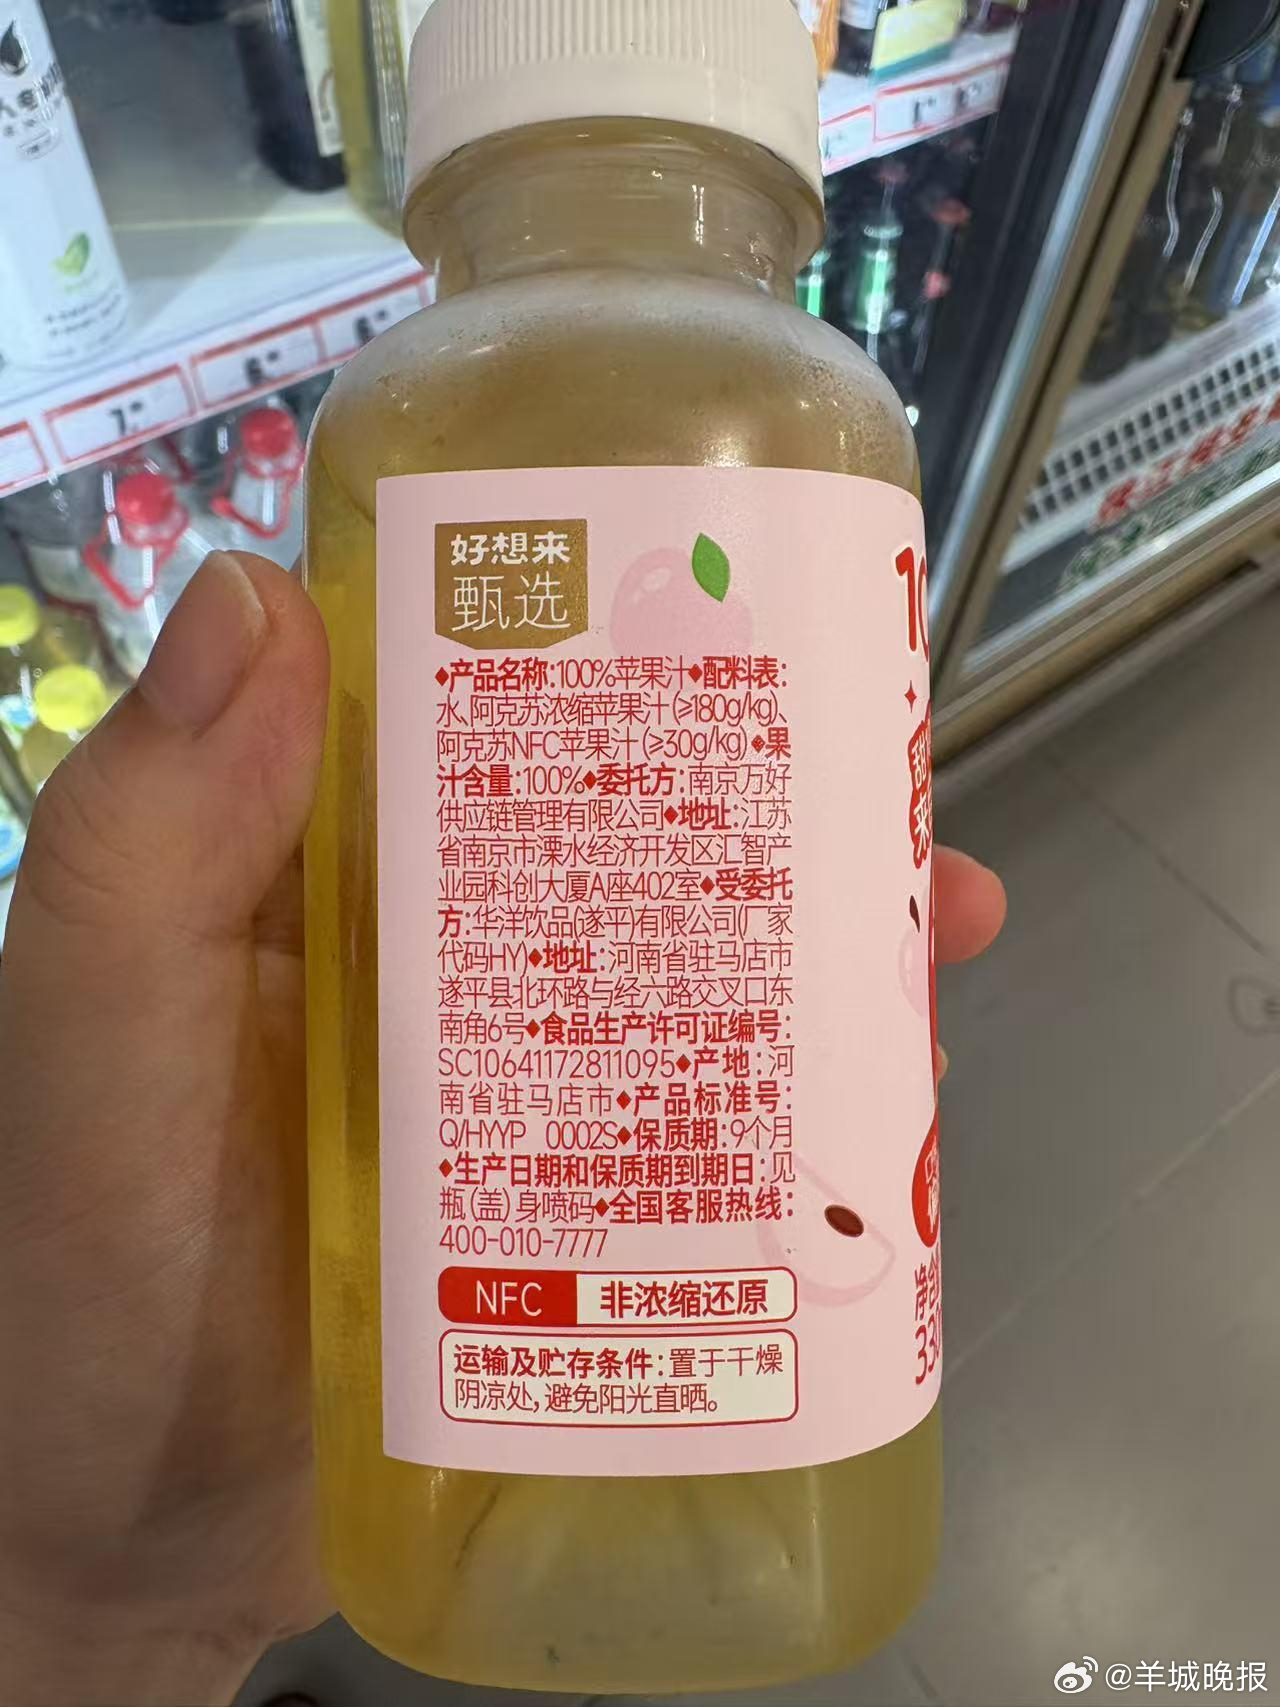 好想来
甄选
♦产品名称:100%苹果汁♦配料表:
水、阿克苏浓缩苹果汁(≥180g/kg)、
阿克苏NFC苹果汁(≥30g/kg)♦果
汁含量:100%♦委托方:南京万好
供应链管理有限公司♦地址:江苏
省南京市溧水经济开发区汇智产
业园科创大厦A座402室♦受委托
方:华洋饮品(遂平)有限公司(厂家
代码HY)♦地址:河南省驻马店市
遂平县北环路与经六路交叉口东
南角6号♦食品生产许可证编号:
SC10641172811095♦产地:河
南省驻马店市♦产品标准号:
Q/HYYP 0002S♦保质期:9个月
♦生产日期和保质期到期日:见
瓶(盖)身喷码♦全国客服热线:
400-010-7777
NFC 非浓缩还原
运输及贮存条件:置于干燥
阴凉处,避免阳光直晒。
10
甜
来
净含
330
@羊城晚报